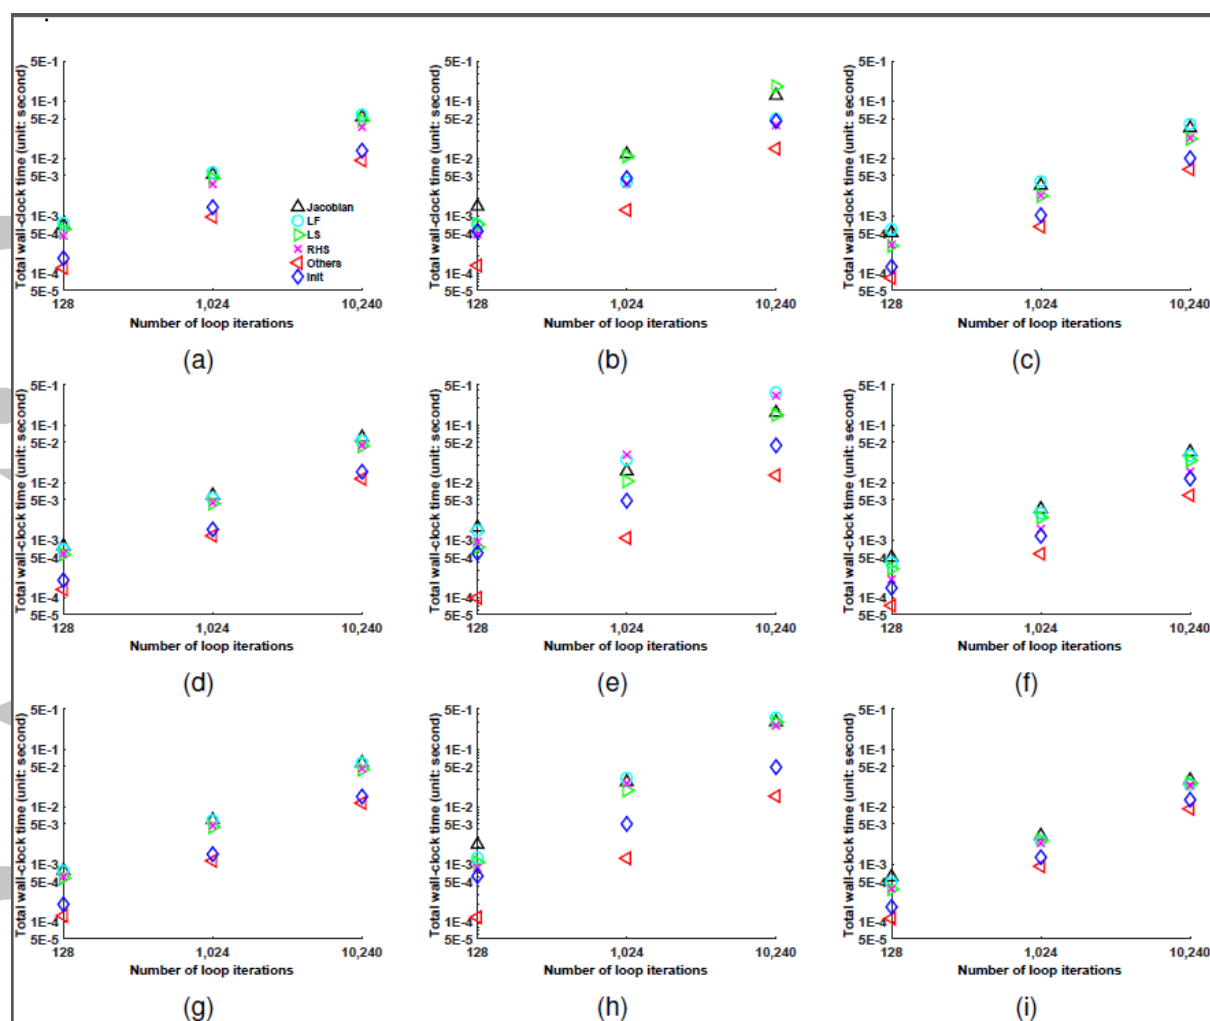 Total wall-clock time (unit: second)
5E-1
1E-1
5E-2
1E-2
5E-3
1E-3
5E-4
1E-4
5E-5
128
1,024
10,240
Number of loop iterations
Jacobian
LF
LS
RHS
Others
Init
(a)
Total wall-clock time (unit: second)
5E-1
1E-1
5E-2
1E-2
5E-3
1E-3
5E-4
1E-4
5E-5
128
1,024
10,240
Number of loop iterations
(b)
Total wall-clock time (unit: second)
5E-1
1E-1
5E-2
1E-2
5E-3
1E-3
5E-4
1E-4
5E-5
128
1,024
10,240
Number of loop iterations
(c)
Total wall-clock time (unit: second)
5E-1
1E-1
5E-2
1E-2
5E-3
1E-3
5E-4
1E-4
5E-5
128
1,024
10,240
Number of loop iterations
(d)
Total wall-clock time (unit: second)
5E-1
1E-1
5E-2
1E-2
5E-3
1E-3
5E-4
1E-4
5E-5
128
1,024
10,240
Number of loop iterations
(e)
Total wall-clock time (unit: second)
5E-1
1E-1
5E-2
1E-2
5E-3
1E-3
5E-4
1E-4
5E-5
128
1,024
10,240
Number of loop iterations
(f)
Total wall-clock time (unit: second)
5E-1
1E-1
5E-2
1E-2
5E-3
1E-3
5E-4
1E-4
5E-5
128
1,024
10,240
Number of loop iterations
(g)
Total wall-clock time (unit: second)
5E-1
1E-1
5E-2
1E-2
5E-3
1E-3
5E-4
1E-4
5E-5
128
1,024
10,240
Number of loop iterations
(h)
Total wall-clock time (unit: second)
5E-1
1E-1
5E-2
1E-2
5E-3
1E-3
5E-4
1E-4
5E-5
128
1,024
10,240
Number of loop iterations
(i)